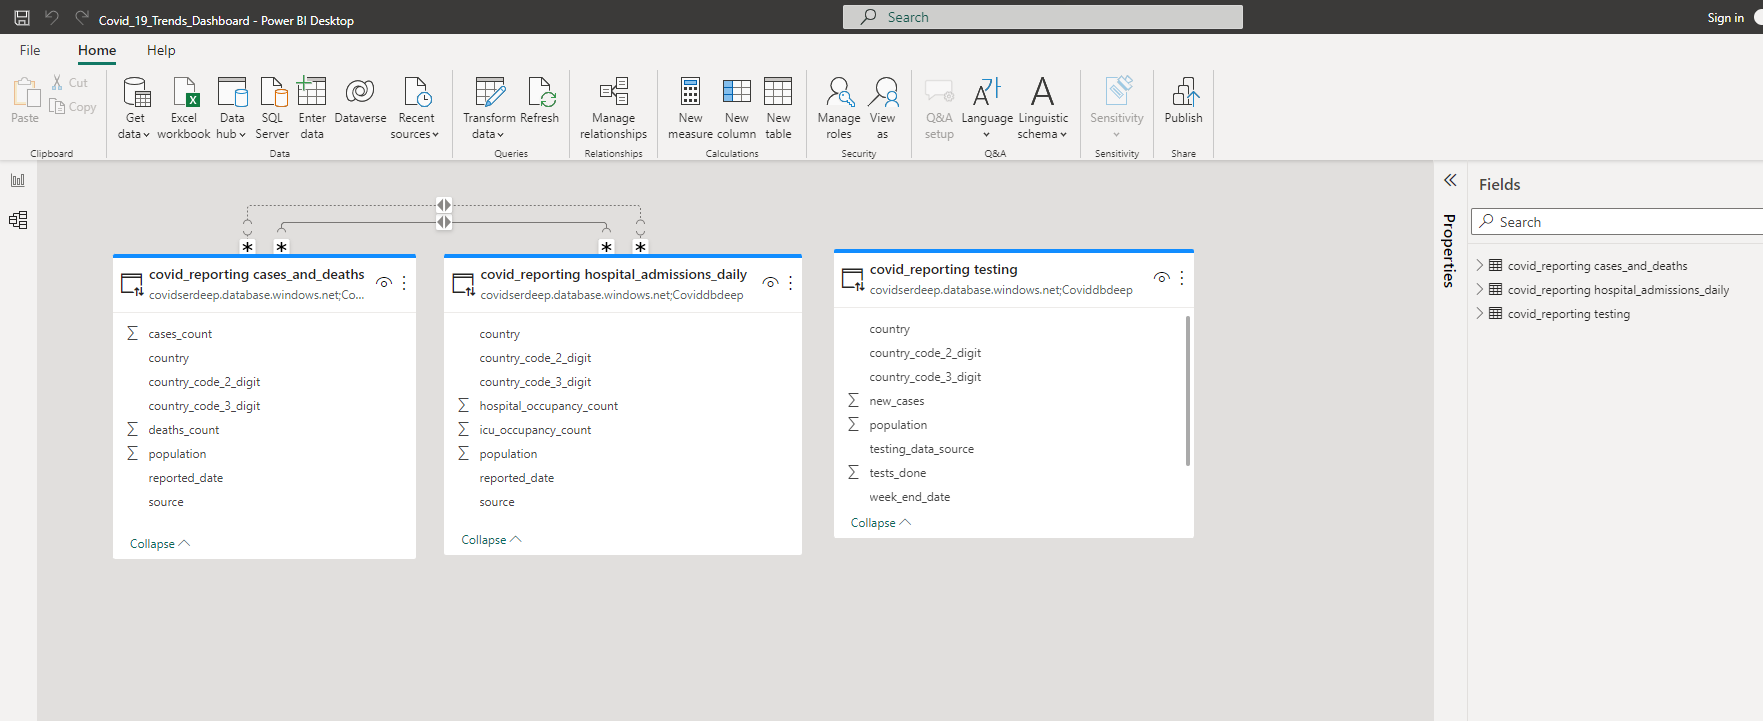 Covid_19_Trends_Dashboard - Power BI Desktop
Search
Sign in
File Home Help
Paste
Cut
Copy
Get data
Excel workbook
Data hub
SQL Server
Enter data
Dataverse
Recent sources
Transform data
Refresh
Manage relationships
New measure
New column
New table
Manage roles
View as
Q&A setup
Language
Linguistic schema
Sensitivity
Publish
Clipboard
Data
Queries
Relationships
Calculations
Security
Q&A
Sensitivity
Share
covid_reporting cases_and_deaths
covidserdeep.database.windows.net;Co...
cases_count
country
country_code_2_digit
country_code_3_digit
deaths_count
population
reported_date
source
Collapse
covid_reporting hospital_admissions_daily
covidserdeep.database.windows.net;Coviddbdeep
country
country_code_2_digit
country_code_3_digit
hospital_occupancy_count
icu_occupancy_count
population
reported_date
source
Collapse
covid_reporting testing
covidserdeep.database.windows.net;Coviddbdeep
country
country_code_2_digit
country_code_3_digit
new_cases
population
testing_data_source
tests_done
week_end_date
Collapse
Properties
Fields
Search
covid_reporting cases_and_deaths
covid_reporting hospital_admissions_daily
covid_reporting testing